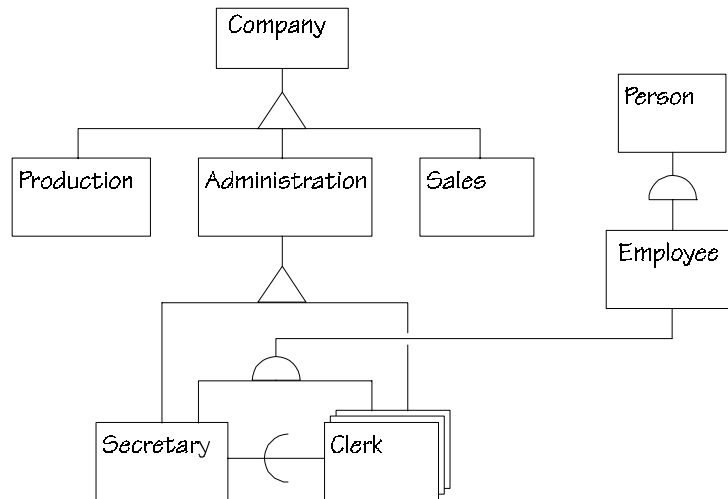 Company
Person
Production
Administration
Sales
Employee
Secretary
Clerk